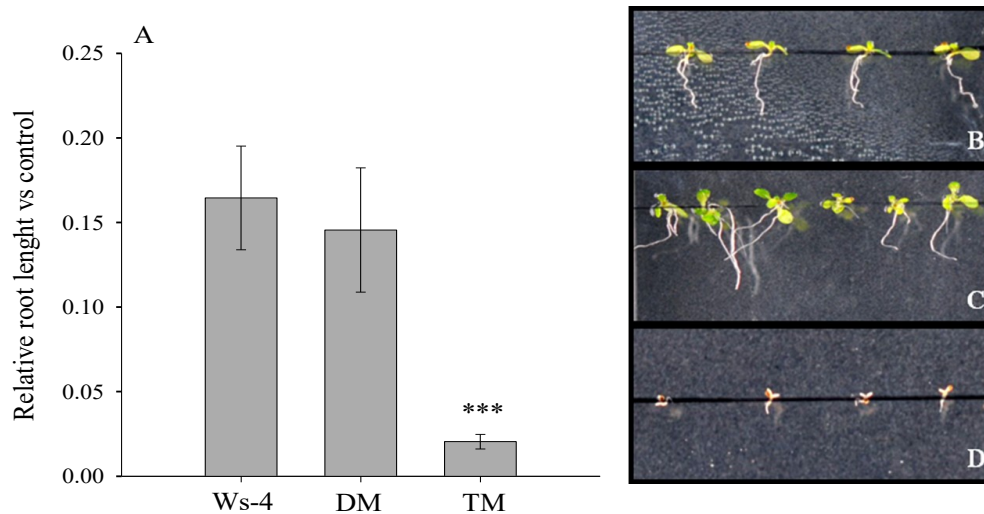 A
0.25
0.20
0.15
0.10
0.05
0.00
Relative root lenght vs control
***
Ws-4 DM TM
B
C
D